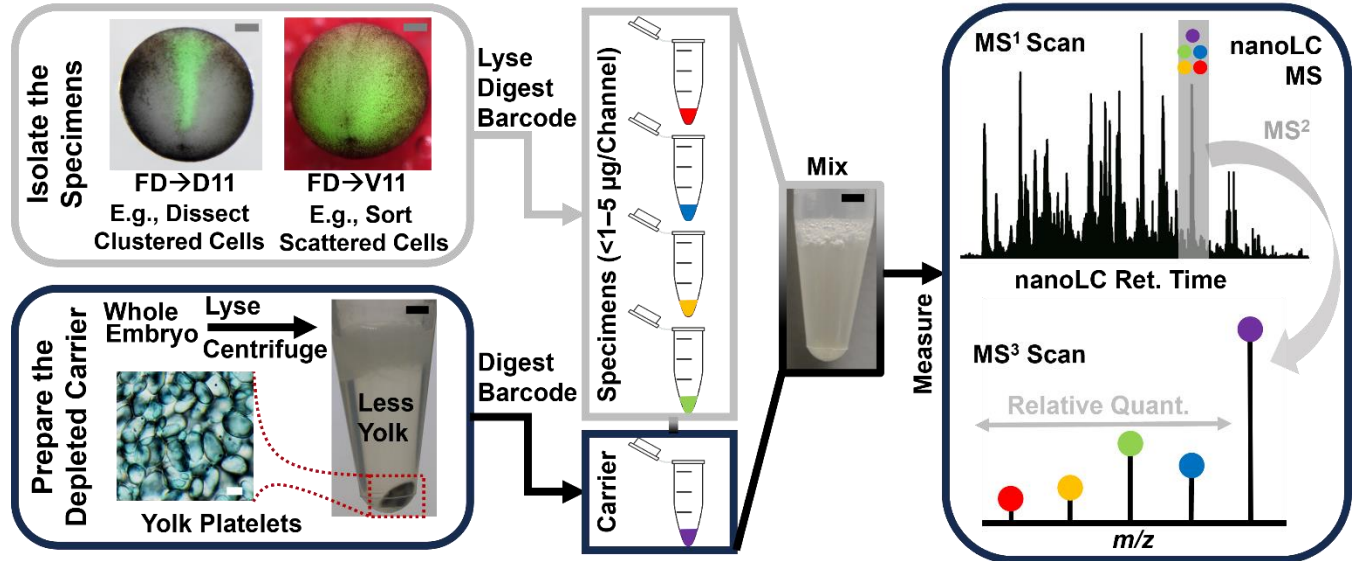 Isolate the
Specimens
FD→D11
E.g., Dissect
Clustered Cells
FD→V11
E.g., Sort
Scattered Cells
Lyse
Digest
Barcode
Specimens (<1–5 µg/Channel)
Prepare the
Depleted Carrier
Whole
Embryo
Lyse
Centrifuge
Less
Yolk
Yolk Platelets
Digest
Barcode
Carrier
Mix
Measure
MS¹ Scan
nanoLC
MS
MS²
nanoLC Ret. Time
MS³ Scan
Relative Quant.
m/z